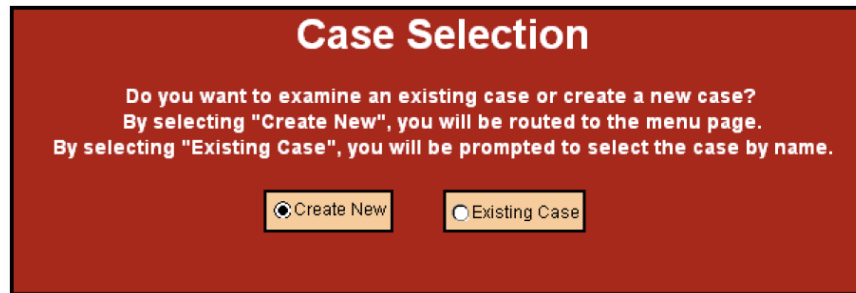 Case Selection
Do you want to examine an existing case or create a new case?
By selecting "Create New", you will be routed to the menu page.
By selecting "Existing Case", you will be prompted to select the case by name.
Create New Existing Case